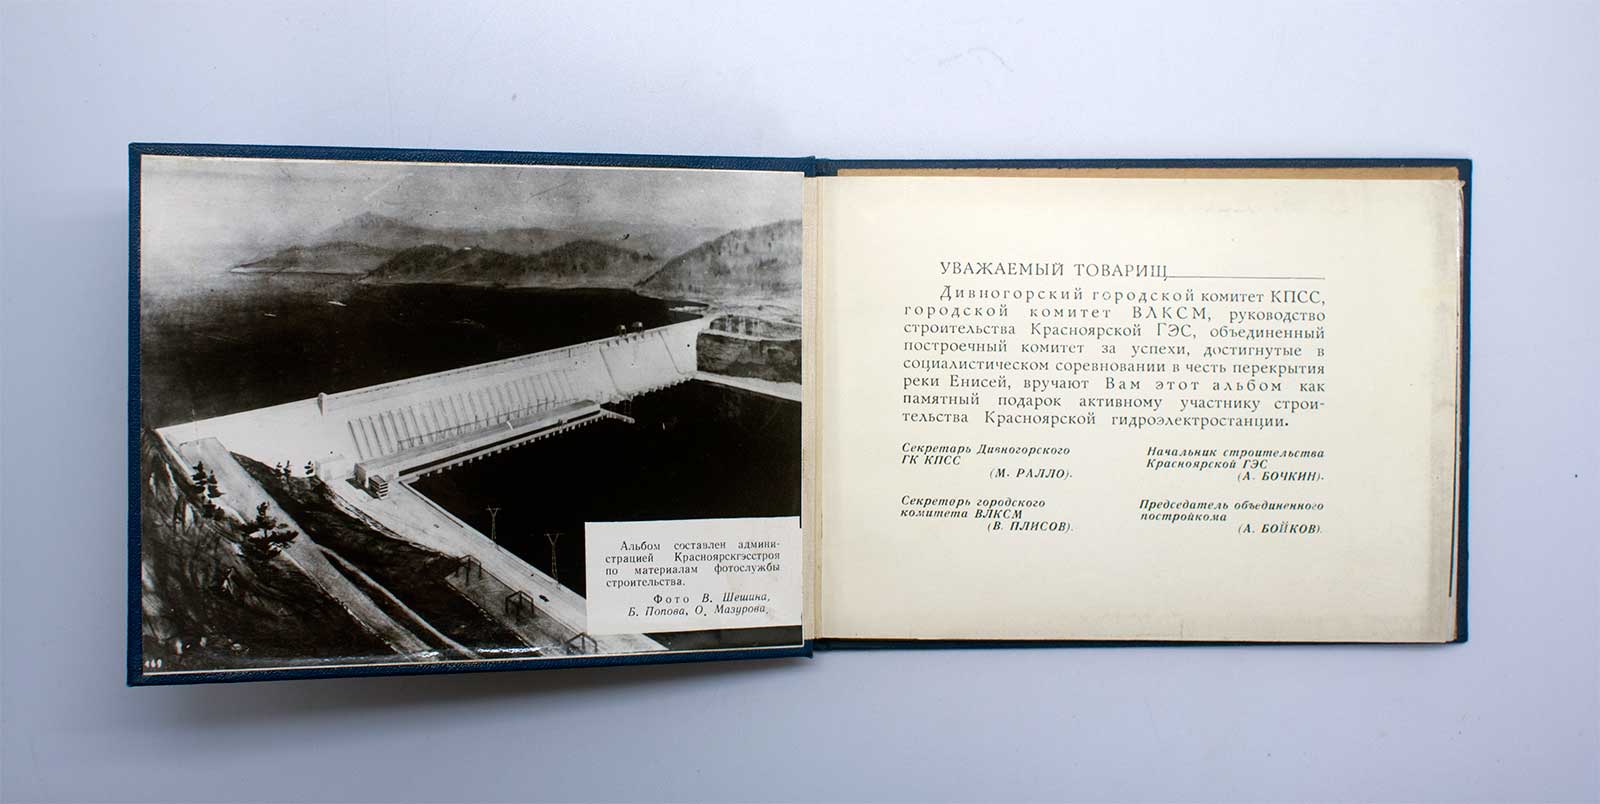 Альбом составлен админи-
страцией Красноярскгэсстроя
по материалам фотослужбы
строительства.
Фото В. Шешина,
Б. Попова, О. Мазурова.
169
УВАЖАЕМЫЙ ТОВАРИЩ
Дивногорский городской комитет КПСС,
городской комитет ВЛКСМ, руководство
строительства Красноярской ГЭС, объединенный
построечный комитет за успехи, достигнутые в
социалистическом соревновании в честь перекрытия
реки Енисей, вручают Вам этот альбом как
памятный подарок активному участнику строи-
тельства Красноярской гидроэлектростанции.
Секретарь Дивногорского
ГК КПСС
(М. РАЛЛО).
Начальник строительства
Красноярской ГЭС
(А. БОЧКИН).
Секретарь городского
комитета ВЛКСМ
(В. ПЛИСОВ).
Председатель объединенного
постройкома
(А. БОЙКОВ).